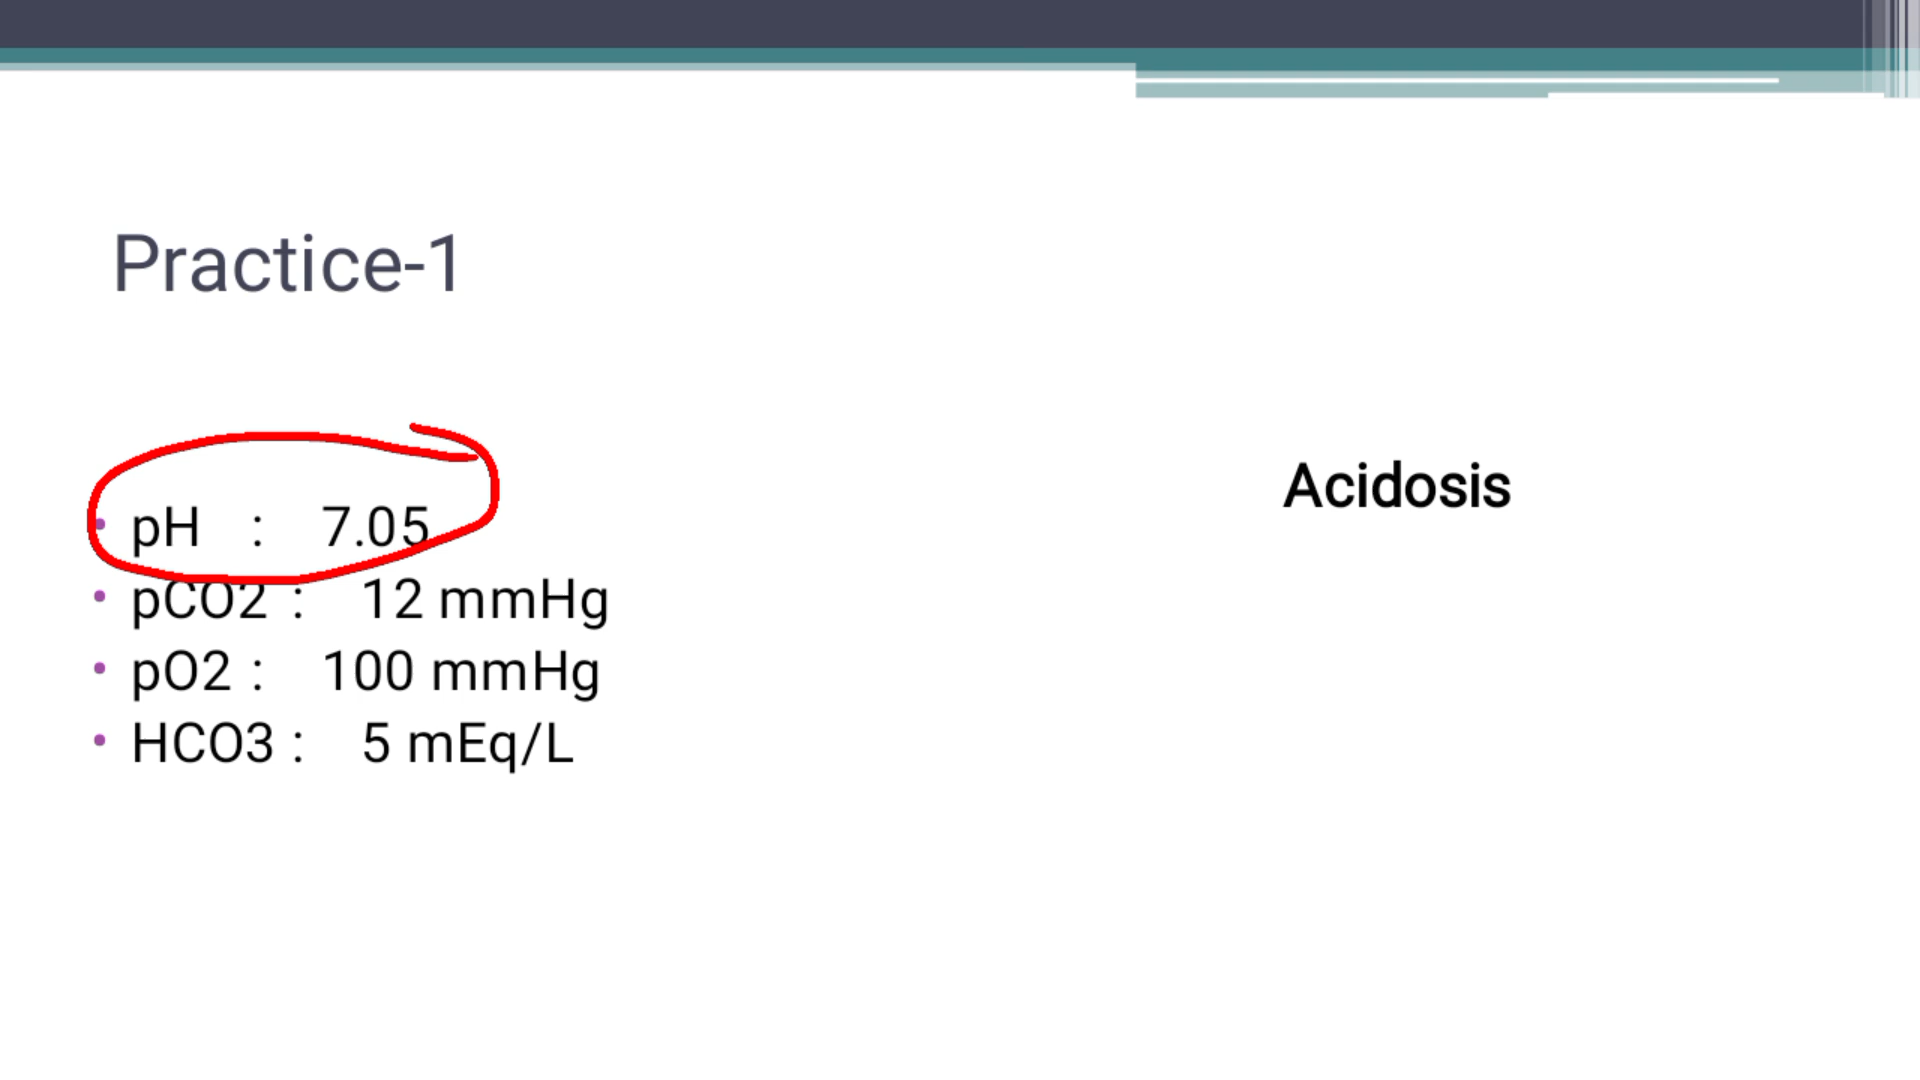 Practice-1
Acidosis
• pH : 7.05
• pCO2 : 12 mmHg
• pO2 : 100 mmHg
• HCO3 : 5 mEq/L